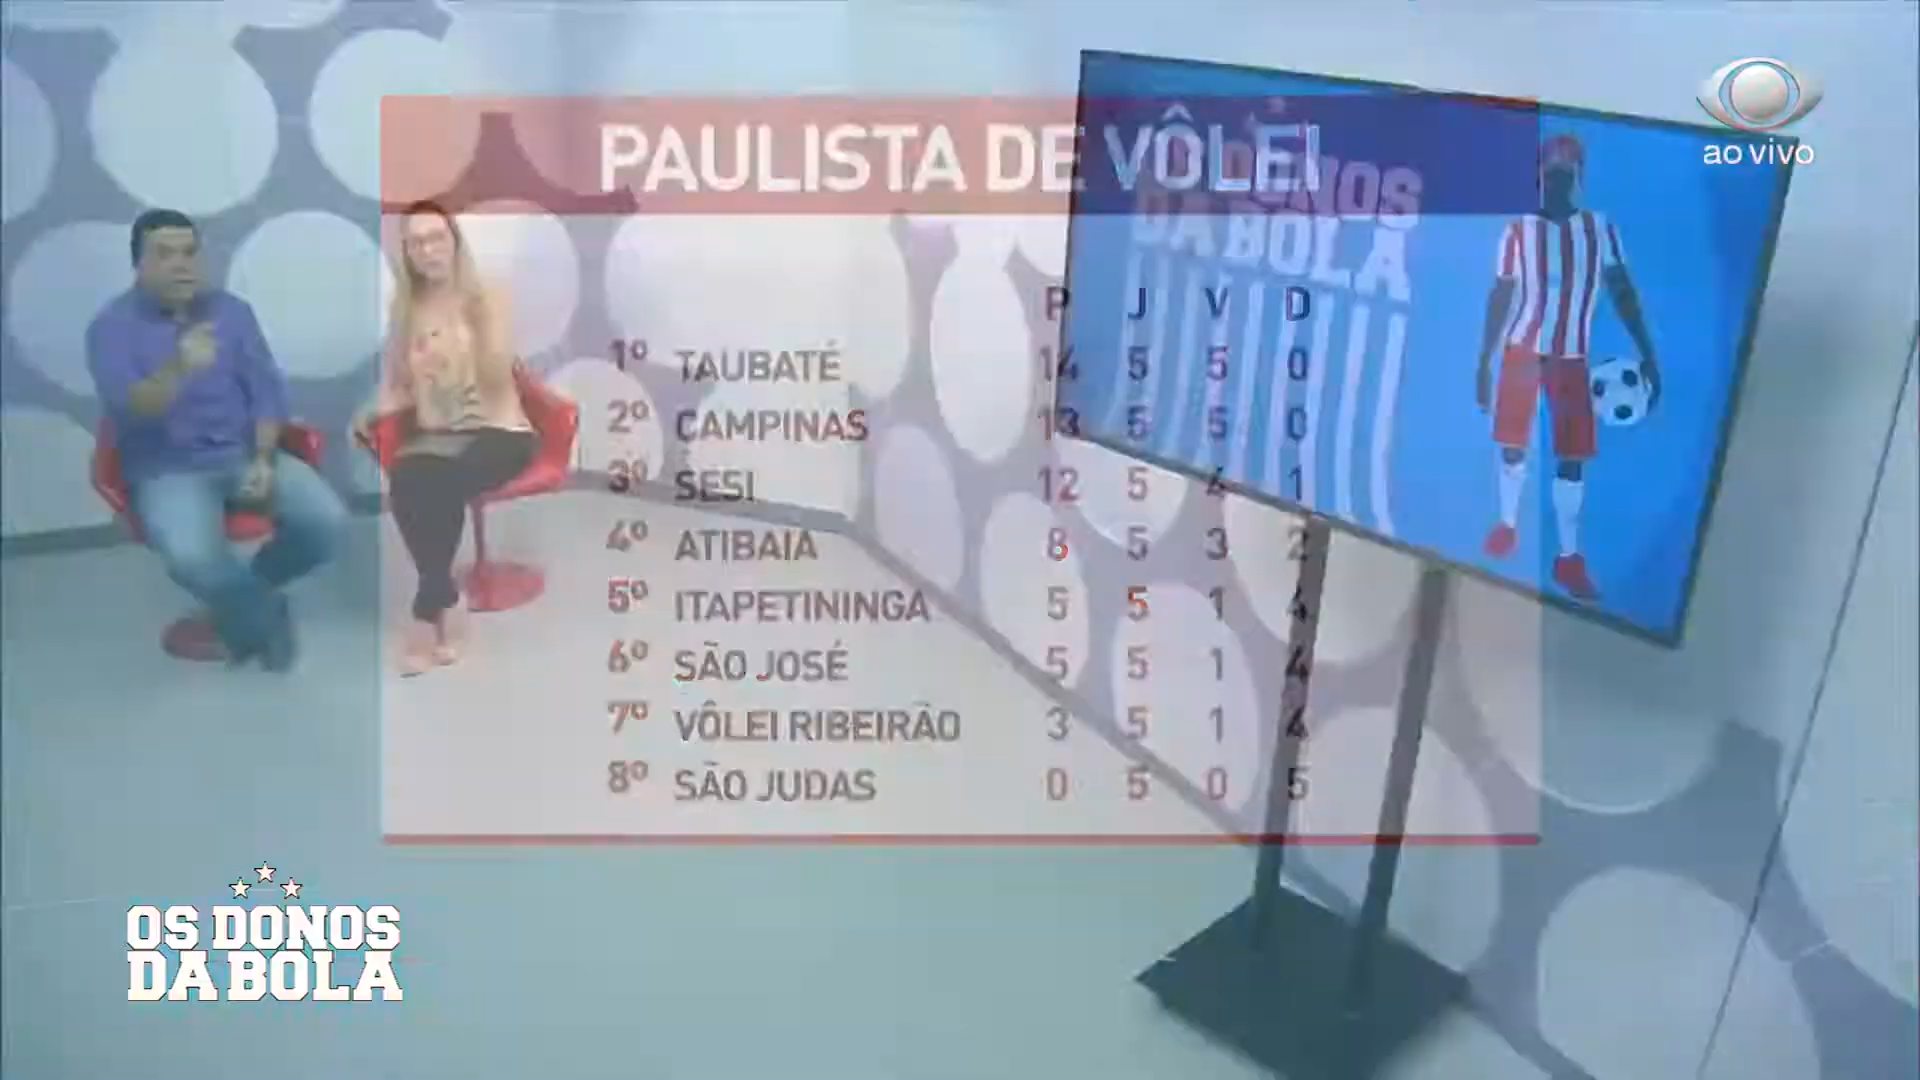 PAULISTA DE VÔLEI
ao vivo
DONOS
DA BOLA
P J V D
1º TAUBATÉ 14 5 5 0
2º CAMPINAS 13 5 5 0
3º SESI 12 5 4 1
4º ATIBAIA 8 5 3 2
5º ITAPETININGA 5 5 1 4
6º SÃO JOSÉ 5 5 1 4
7º VÔLEI RIBEIRÃO 3 5 1 4
8º SÃO JUDAS 0 5 0 5
OS DONOS
DA BOLA